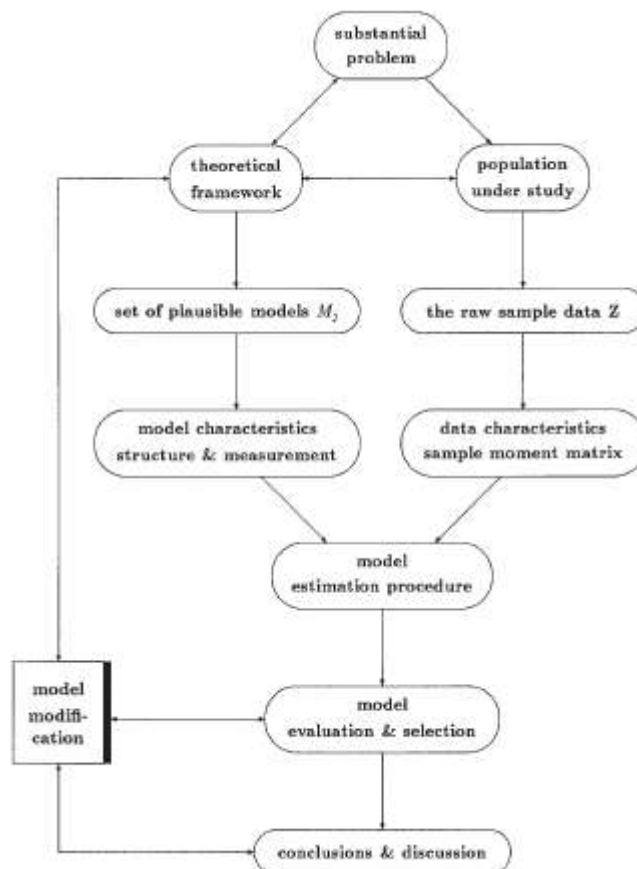 substantial
problem
theoretical
framework
population
under study
set of plausible models M_j
the raw sample data Z
model characteristics
structure & measurement
data characteristics
sample moment matrix
model
estimation procedure
model
modifi-
cation
model
evaluation & selection
conclusions & discussion